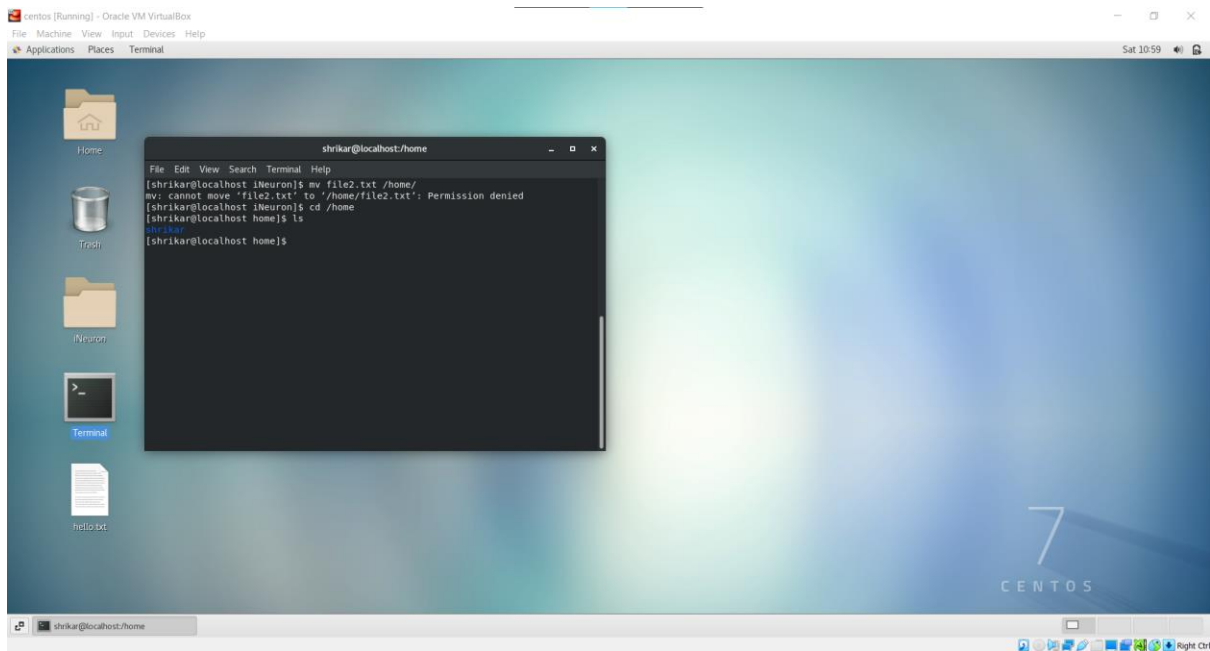 centos [Running] - Oracle VM VirtualBox
File Machine View Input Devices Help
Applications Places Terminal
Sat 10:59
Home
Trash
iNeuron
Terminal
hello.txt
shrikar@localhost:/home
File Edit View Search Terminal Help
[shrikar@localhost iNeuron]$ mv file2.txt /home/
mv: cannot move ‘file2.txt’ to ‘/home/file2.txt’: Permission denied
[shrikar@localhost iNeuron]$ cd /home
[shrikar@localhost home]$ ls
shrikar
[shrikar@localhost home]$
7
CENTOS
shrikar@localhost:/home
Right Ctrl